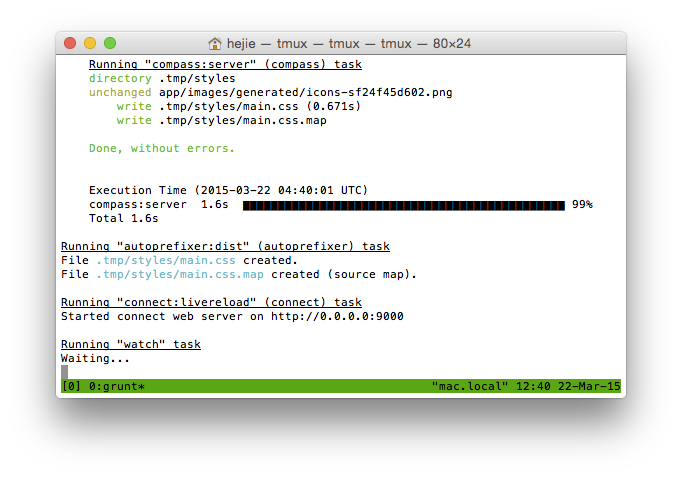 hejie — tmux — tmux — tmux — 80×24
Running "compass:server" (compass) task
directory .tmp/styles
unchanged app/images/generated/icons-sf24f45d602.png
write .tmp/styles/main.css (0.671s)
write .tmp/styles/main.css.map
Done, without errors.
Execution Time (2015-03-22 04:40:01 UTC)
compass:server 1.6s 99%
Total 1.6s
Running "autoprefixer:dist" (autoprefixer) task
File .tmp/styles/main.css created.
File .tmp/styles/main.css.map created (source map).
Running "connect:livereload" (connect) task
Started connect web server on http://0.0.0.0:9000
Running "watch" task
Waiting...
[0] 0:grunt* "mac.local" 12:40 22-Mar-15